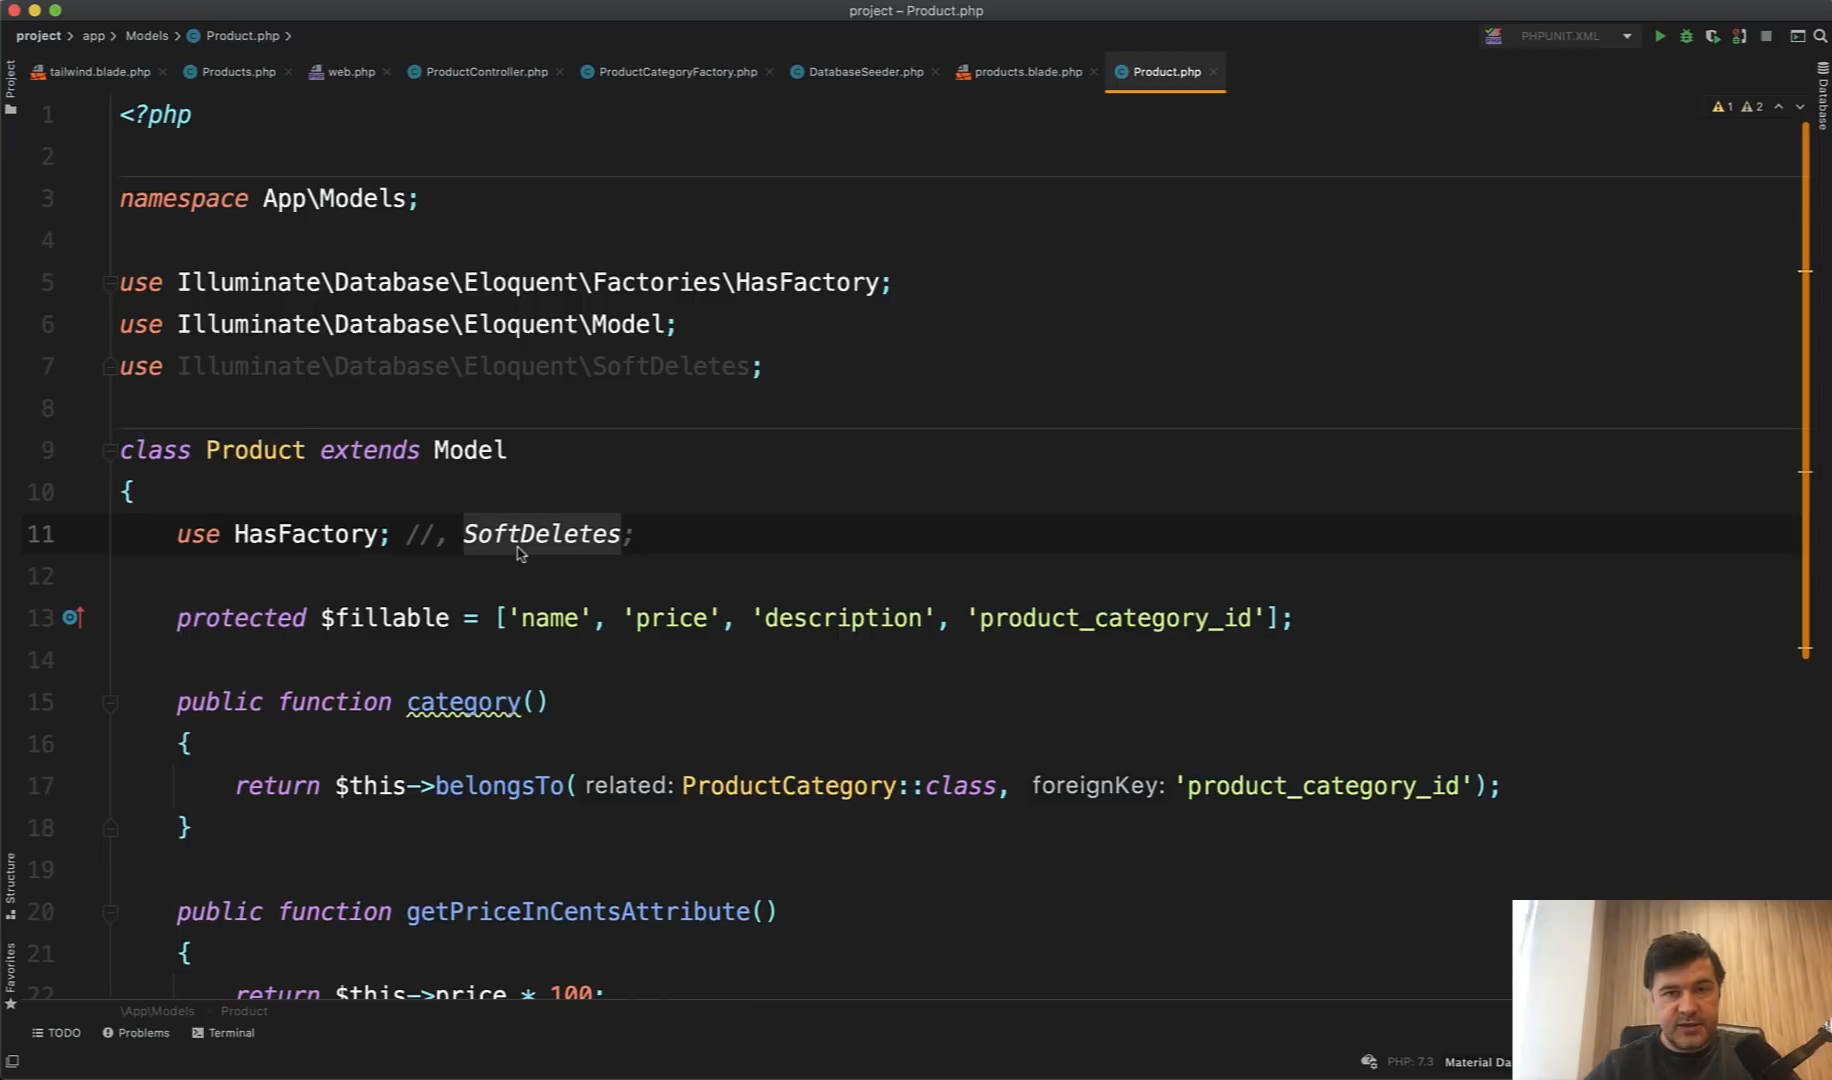 project – Product.php
project > app > Models > Product.php >
PHPUNIT.XML
tailwind.blade.php Products.php web.php ProductController.php ProductCategoryFactory.php DatabaseSeeder.php products.blade.php Product.php
Project
Database
1 2
1 <?php
2
3 namespace App\Models;
4
5 use Illuminate\Database\Eloquent\Factories\HasFactory;
6 use Illuminate\Database\Eloquent\Model;
7 use Illuminate\Database\Eloquent\SoftDeletes;
8
9 class Product extends Model
10 {
11 use HasFactory; //, SoftDeletes;
12
13 protected $fillable = ['name', 'price', 'description', 'product_category_id'];
14
15 public function category()
16 {
17 return $this->belongsTo( related: ProductCategory::class, foreignKey: 'product_category_id');
18 }
19
20 public function getPriceInCentsAttribute()
21 {
22 return $this->price * 100;
Structure
Favorites
\App\Models > Product
TODO Problems Terminal
PHP: 7.3 Material Da